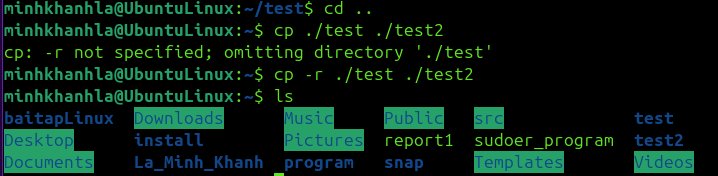 minhkhanhla@UbuntuLinux:~/test$ cd ..
minhkhanhla@UbuntuLinux:~$ cp ./test ./test2
cp: -r not specified; omitting directory './test'
minhkhanhla@UbuntuLinux:~$ cp -r ./test ./test2
minhkhanhla@UbuntuLinux:~$ ls
baitapLinux  Downloads      Music     Public   src             test
Desktop      install        Pictures  report1  sudoer_program  test2
Documents    La_Minh_Khanh  program   snap     Templates       Videos